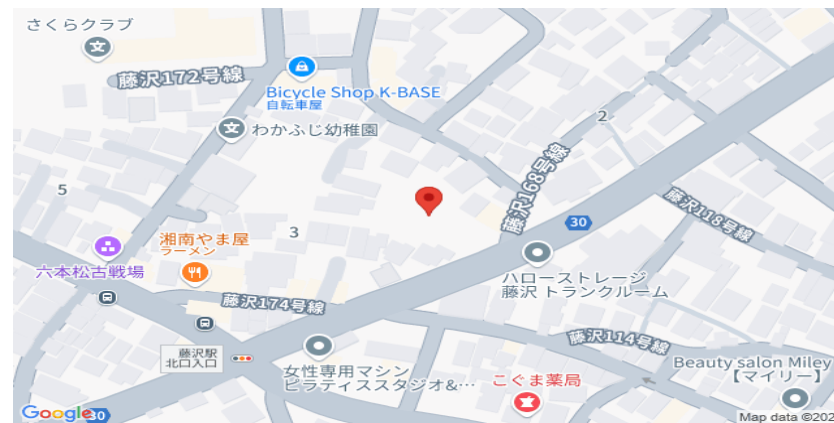 さくらクラブ
藤沢172号線
Bicycle Shop K-BASE
自転車屋
わかふじ幼稚園
2
藤沢168号線
5
藤沢118号線
湘南やま屋
ラーメン
3
30
六本松古戦場
ハローストレージ
藤沢 トランクルーム
藤沢174号線
藤沢114号線
藤沢駅
北口入口
女性専用マシン
ピラティススタジオ&…
こぐま薬局
Beauty salon Miley
【マイリー】
Google
30
Map data ©202